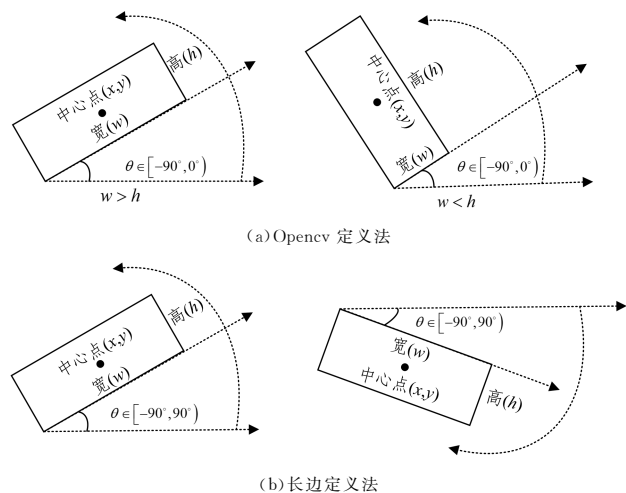 高(h)
中心点(x,y)
宽(w)
θ∈[-90°,0°)
w > h
高(h)
中心点(x,y)
宽(w)
θ∈[-90°,0°)
w < h
(a)Opencv 定义法
高(h)
中心点(x,y)
宽(w)
θ∈[-90°,90°)
θ∈[-90°,90°)
宽(w)
中心点(x,y)
高(h)
(b)长边定义法